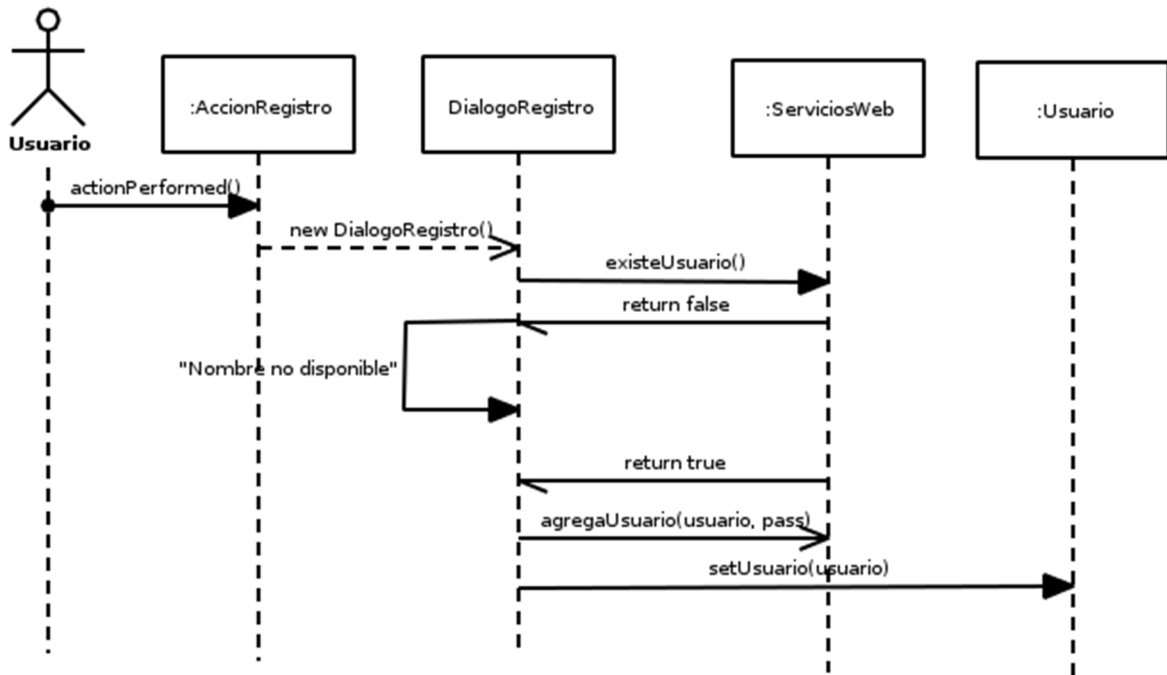 :AccionRegistro
DialogoRegistro
:ServiciosWeb
:Usuario
Usuario
actionPerformed()
new DialogoRegistro()
existeUsuario()
return false
"Nombre no disponible"
return true
agregaUsuario(usuario, pass)
setUsuario(usuario)